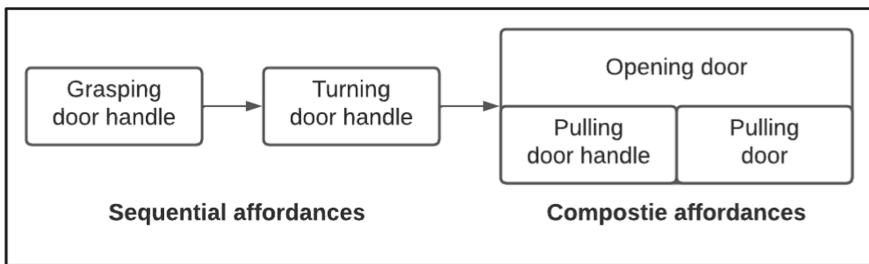 Grasping
door handle
Turning
door handle
Opening door
Pulling
door handle
Pulling
door
Sequential affordances
Compostie affordances